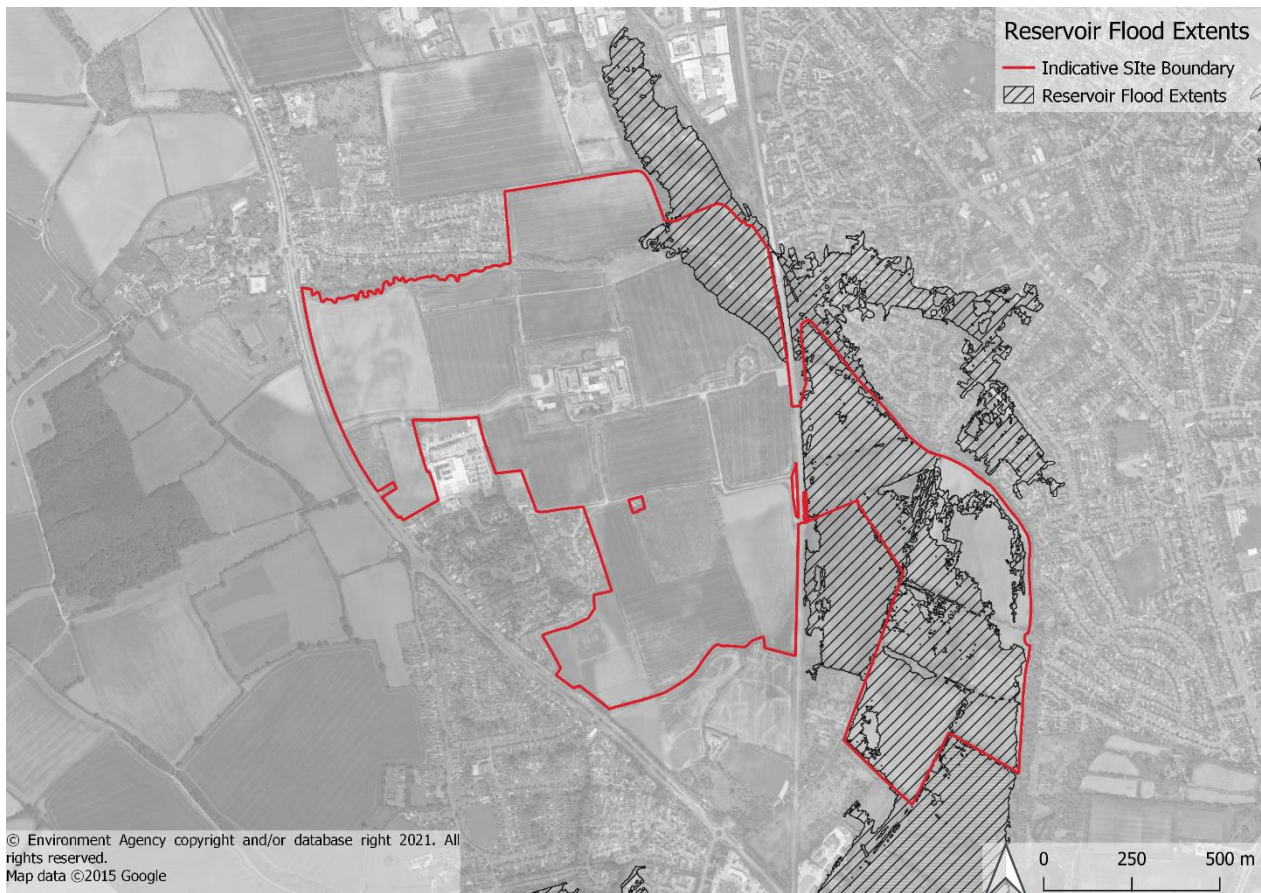 Reservoir Flood Extents
Indicative SIte Boundary
Reservoir Flood Extents
© Environment Agency copyright and/or database right 2021. All
rights reserved.
Map data ©2015 Google
0 250 500 m